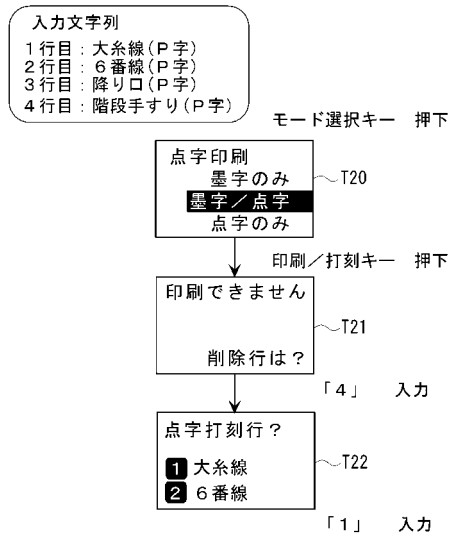 入力文字列
1行目：大糸線(P字)
2行目：6番線(P字)
3行目：降り口(P字)
4行目：階段手すり(P字)
モード選択キー 押下
点字印刷
墨字のみ
墨字／点字
点字のみ
T20
印刷／打刻キー 押下
印刷できません
削除行は？
T21
「4」 入力
点字打刻行？
1 大糸線
2 6番線
T22
「1」 入力